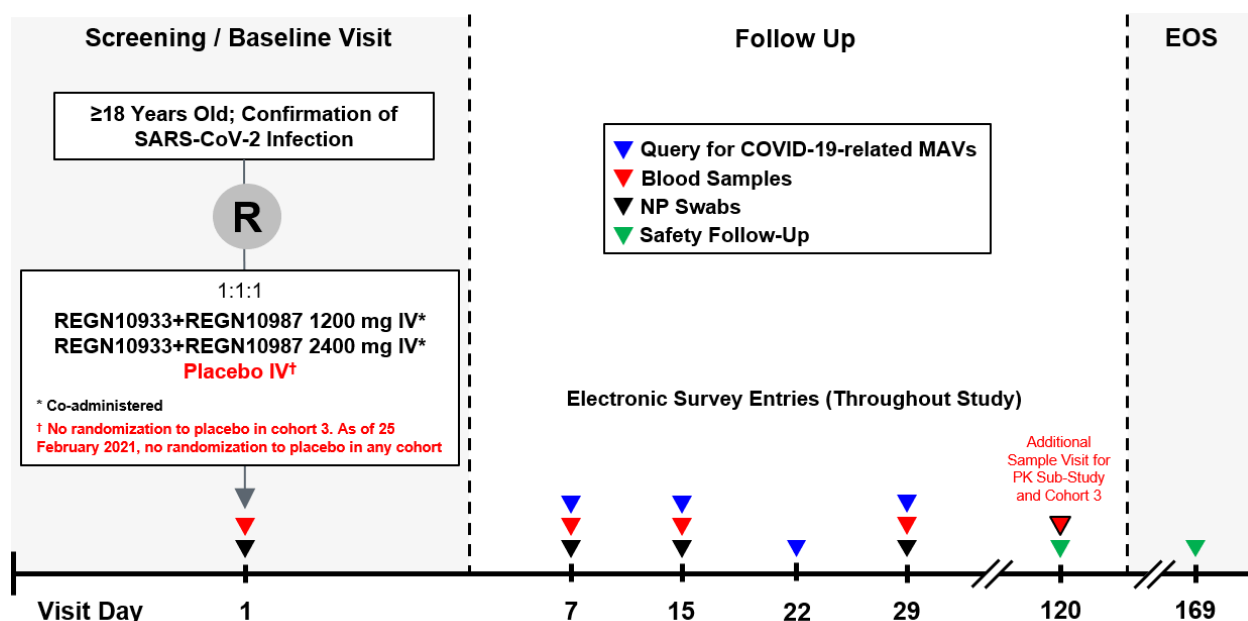 Screening / Baseline Visit
Follow Up
EOS
≥18 Years Old; Confirmation of
SARS-CoV-2 Infection
R
1:1:1
REGN10933+REGN10987 1200 mg IV*
REGN10933+REGN10987 2400 mg IV*
Placebo IV†
* Co-administered
† No randomization to placebo in cohort 3. As of 25
February 2021, no randomization to placebo in any cohort
Query for COVID-19-related MAVs
Blood Samples
NP Swabs
Safety Follow-Up
Electronic Survey Entries (Throughout Study)
Additional
Sample Visit for
PK Sub-Study
and Cohort 3
Visit Day 1 7 15 22 29 120 169